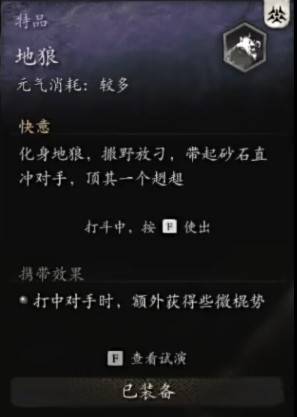 特品
地狼
元气消耗：较多
快意
化身地狼，撒野放刁，带起砂石直
冲对手，顶其一个趔趄
打斗中，按 F 使出
携带效果
打中对手时，额外获得些微棍势
F 查看试演
已装备